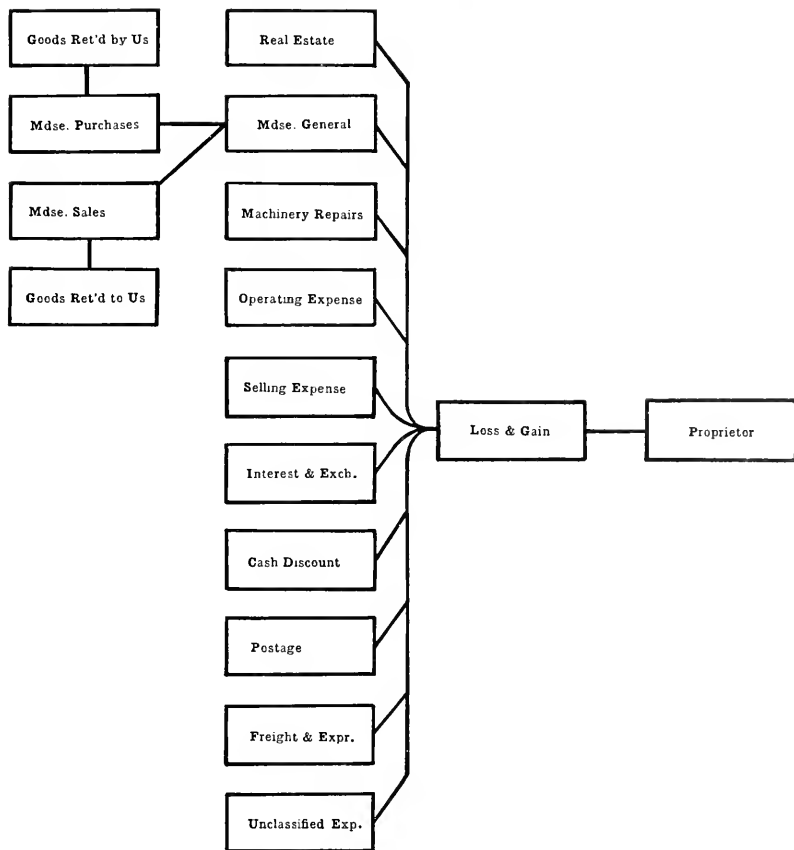 Goods Ret'd by Us
Real Estate
Mdse. Purchases
Mdse. General
Mdse. Sales
Machinery Repairs
Goods Ret'd to Us
Operating Expense
Selling Expense
Loss & Gain
Proprietor
Interest & Exch.
Cash Discount
Postage
Freight & Expr.
Unclassified Exp.